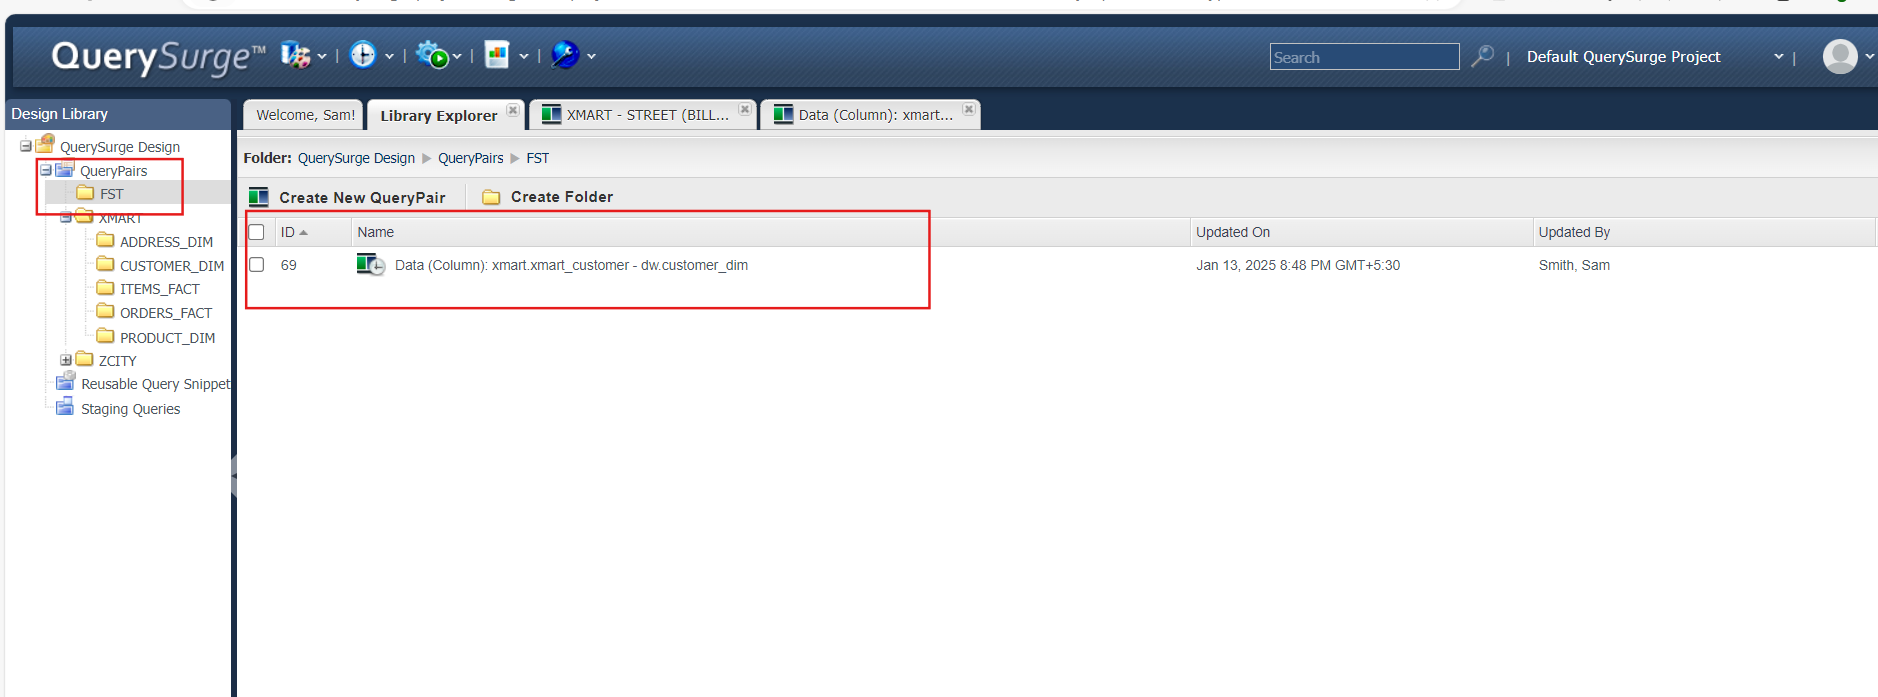 QuerySurge™
Search
Default QuerySurge Project
Design Library
Welcome, Sam!
Library Explorer
XMART - STREET (BILL...
Data (Column): xmart...
QuerySurge Design
QueryPairs
FST
XMART
ADDRESS_DIM
CUSTOMER_DIM
ITEMS_FACT
ORDERS_FACT
PRODUCT_DIM
ZCITY
Reusable Query Snippet
Staging Queries
Folder: QuerySurge Design QueryPairs FST
Create New QueryPair
Create Folder
ID Name Updated On Updated By
69 Data (Column): xmart.xmart_customer - dw.customer_dim Jan 13, 2025 8:48 PM GMT+5:30 Smith, Sam